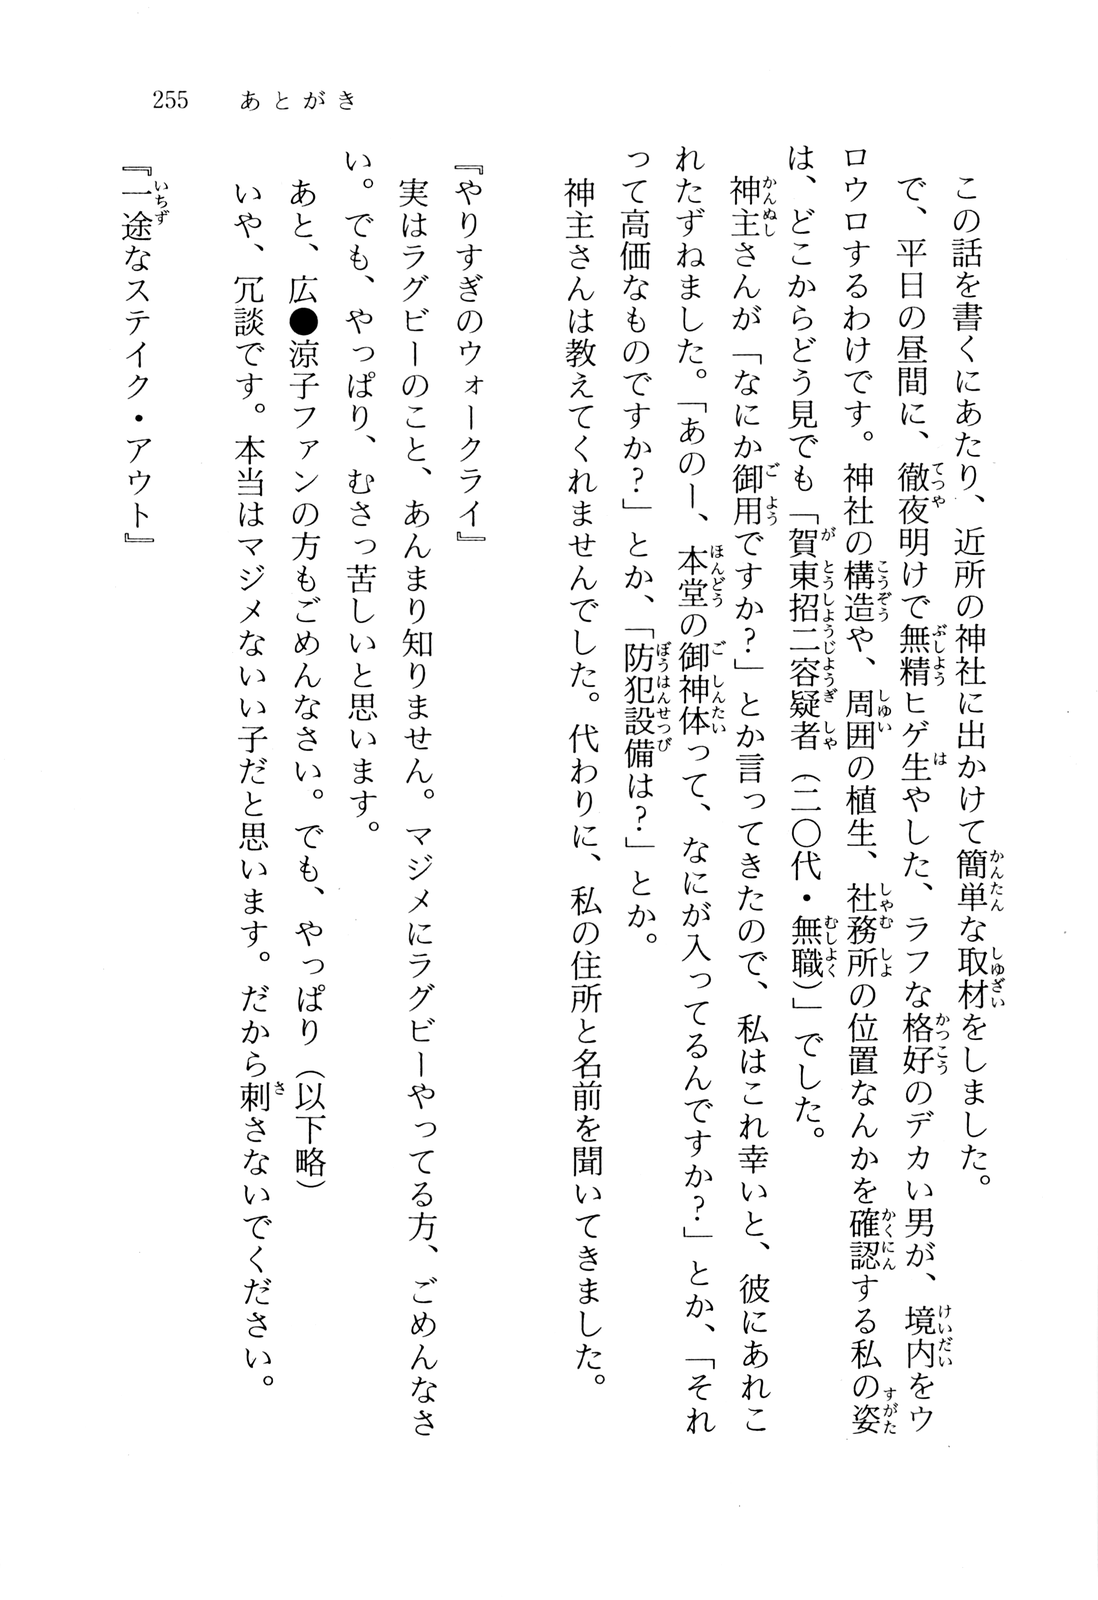 255　あとがき
　この話を書くにあたり、近所の神社に出かけて簡単な取材をしました。
　で、平日の昼間に、徹夜明けで無精ヒゲ生やした、ラフな格好のデカい男が、境内をウ
ロウロするわけです。神社の構造や、周囲の植生、社務所の位置なんかを確認する私の姿
は、どこからどう見でも「賀東招二容疑者（二〇代・無職）」でした。
　神主さんが「なにか御用ですか？」とか言ってきたので、私はこれ幸いと、彼にあれこ
れたずねました。「あのー、本堂の御神体って、なにが入ってるんですか？」とか、「それ
って高価なものですか？」とか、「防犯設備は？」とか。
　神主さんは教えてくれませんでした。代わりに、私の住所と名前を聞いてきました。
『やりすぎのウォークライ』
　実はラグビーのこと、あんまり知りません。マジメにラグビーやってる方、ごめんなさ
い。でも、やっぱり、むさっ苦しいと思います。
　あと、広●涼子ファンの方もごめんなさい。でも、やっぱり（以下略）
　いや、冗談です。本当はマジメないい子だと思います。だから刺さないでください。
『一途なステイク・アウト』